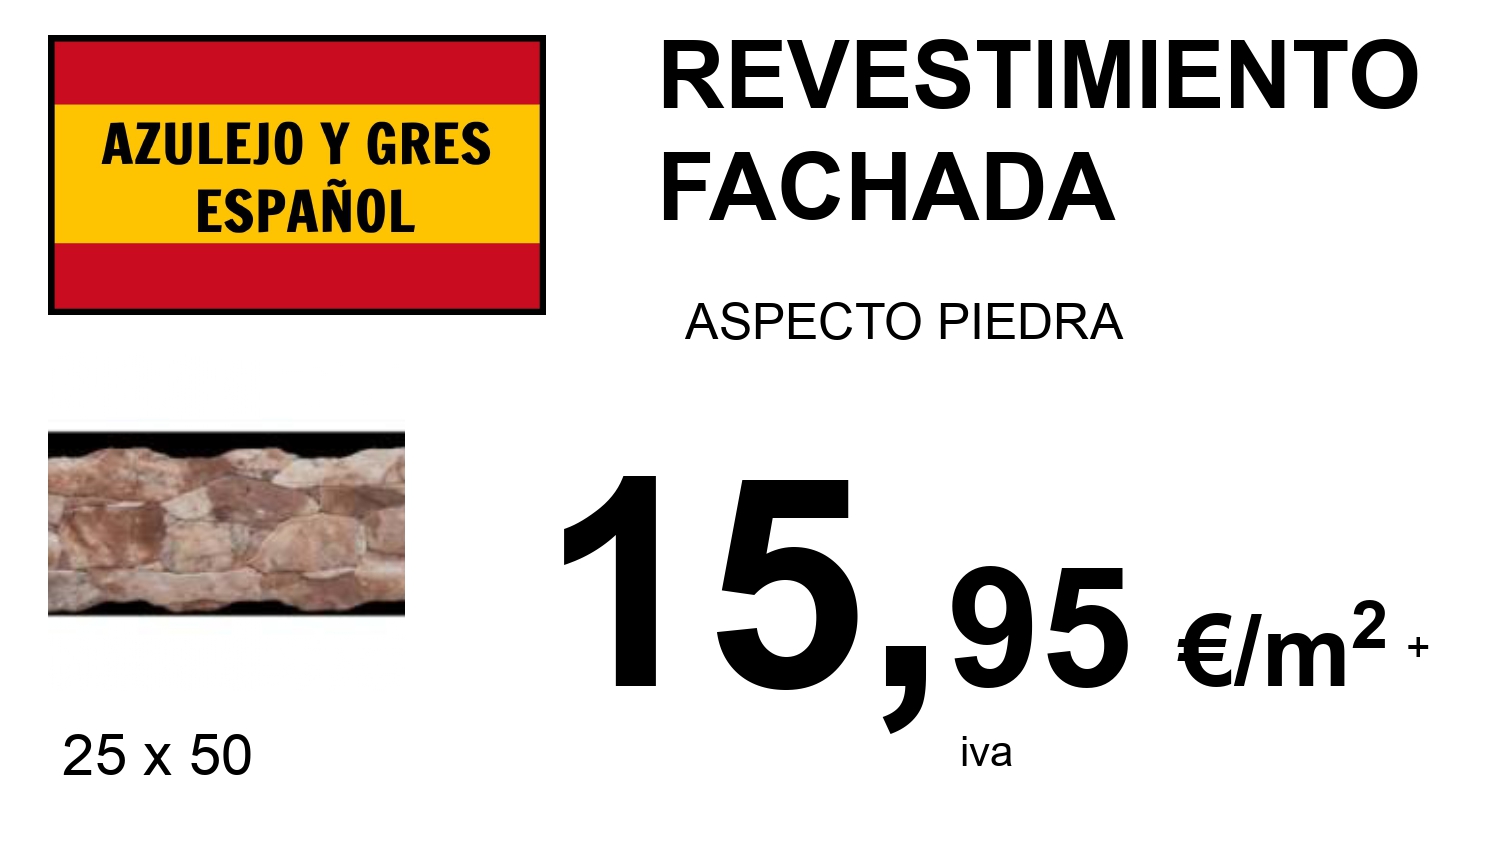 AZULEJO Y GRES
ESPAÑOL
REVESTIMIENTO
FACHADA
ASPECTO PIEDRA
15,95 €/m² +
iva
25 x 50